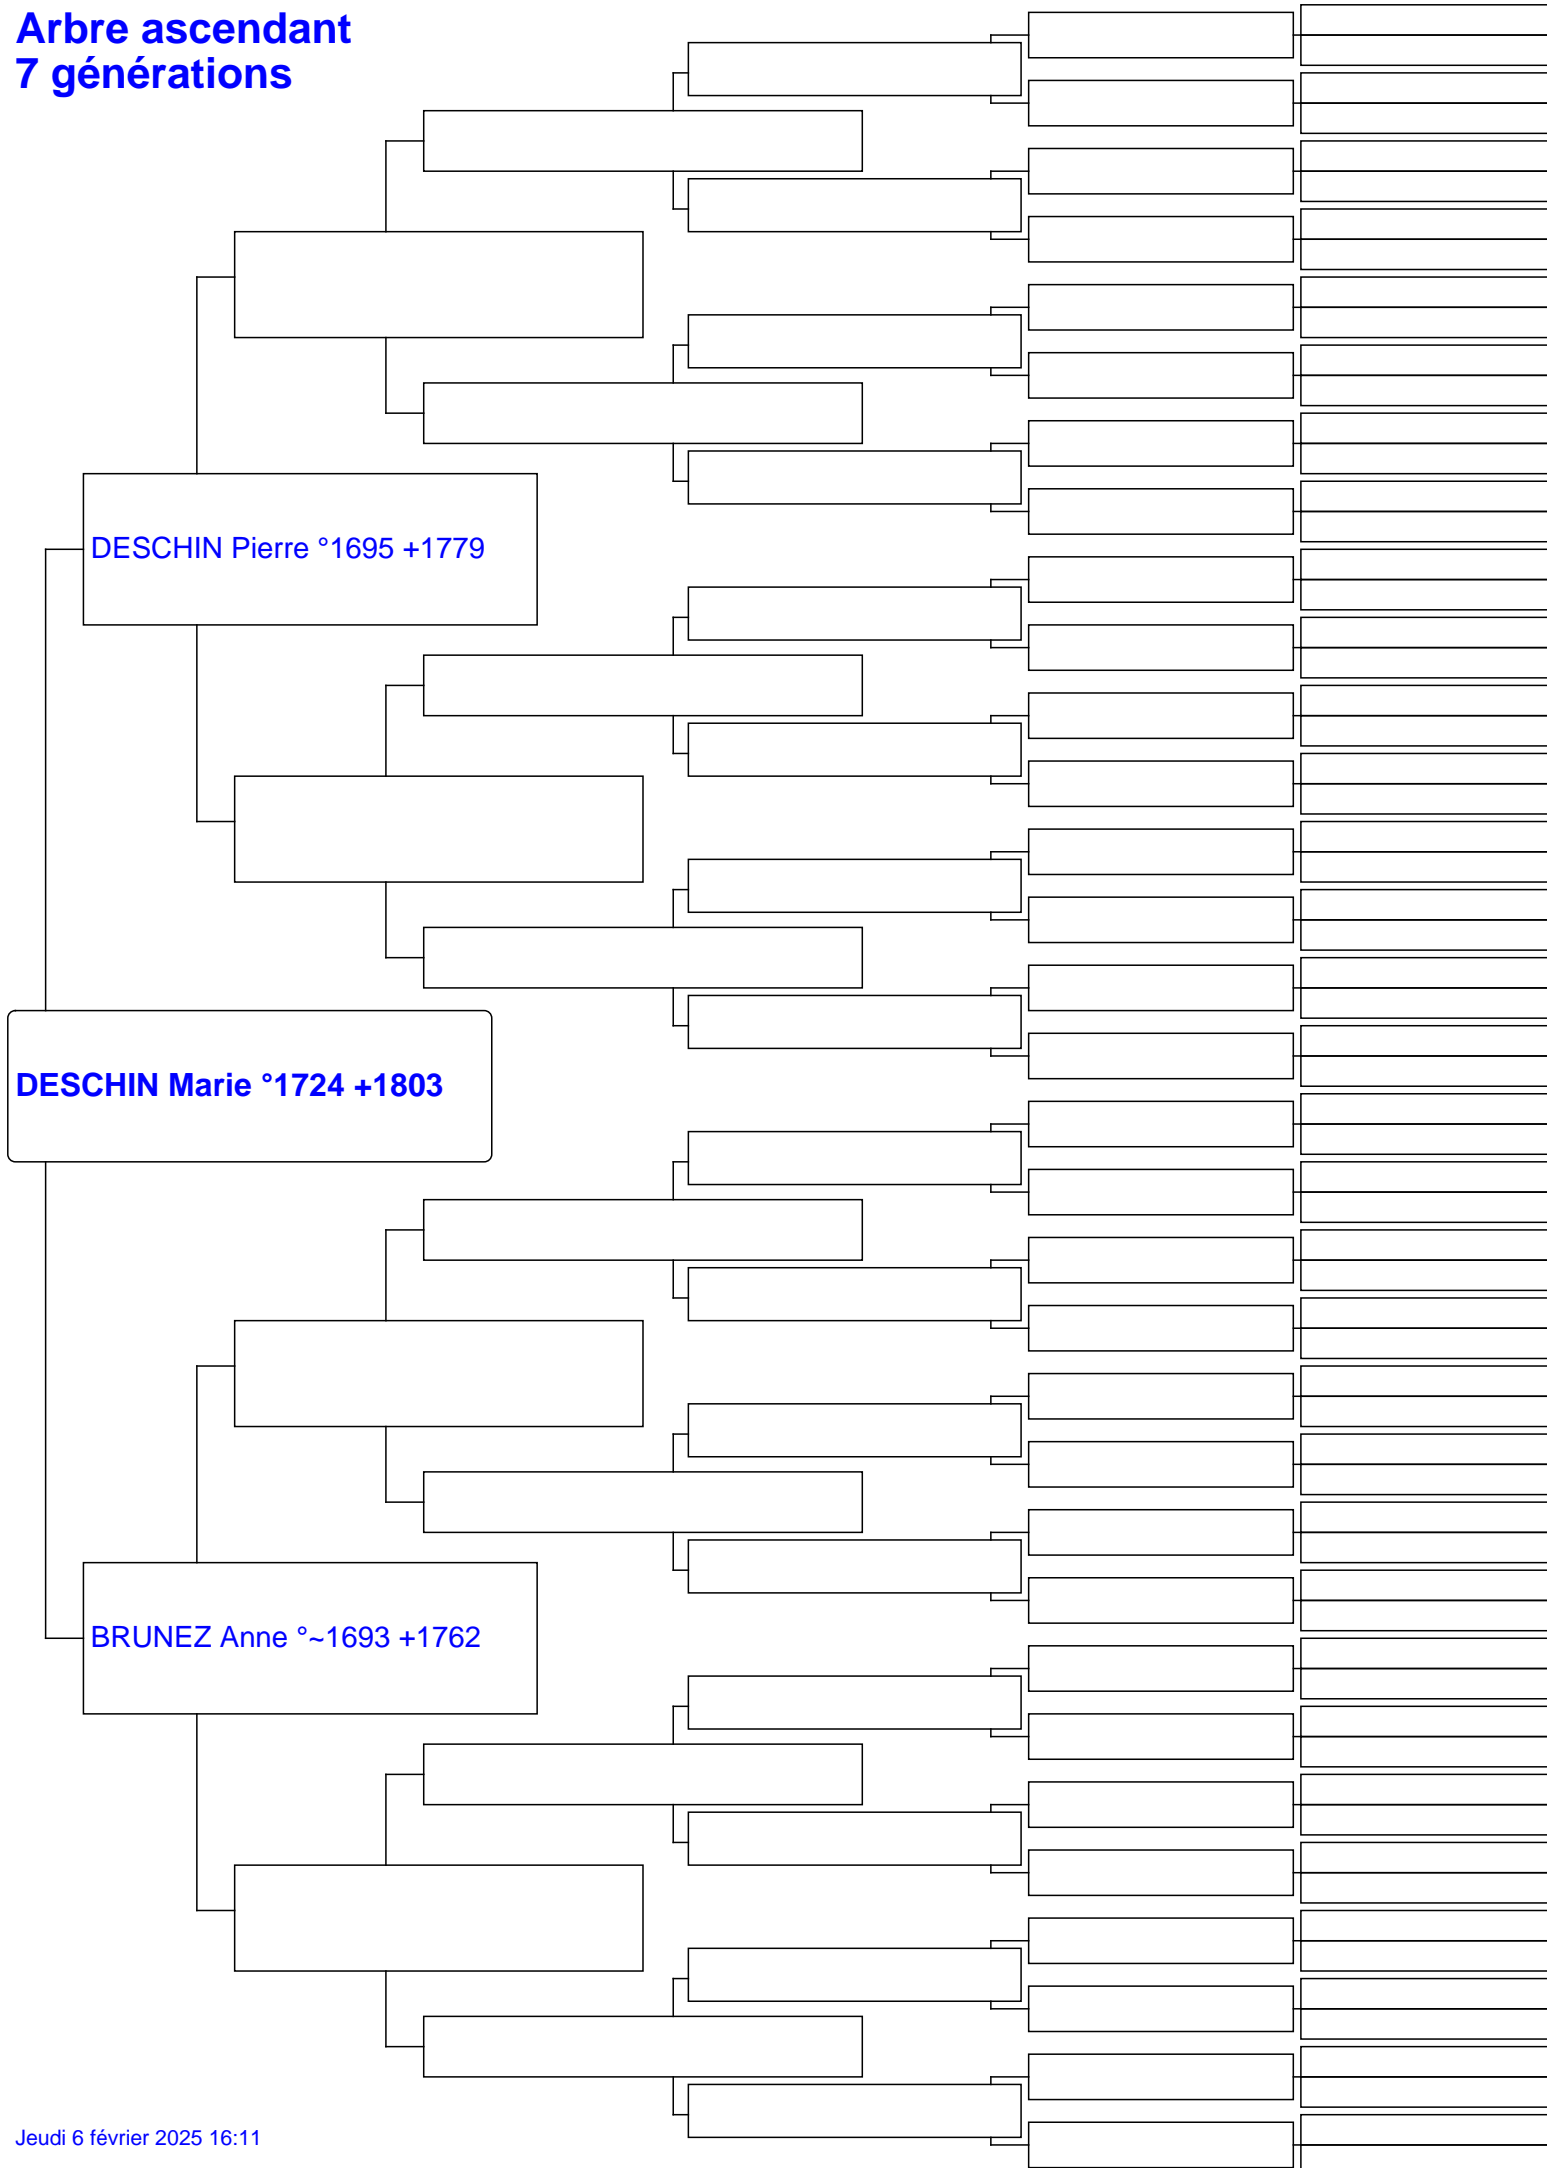 Arbre ascendant
7 générations
DESCHIN Pierre °1695 +1779
DESCHIN Marie °1724 +1803
BRUNEZ Anne °~1693 +1762
Jeudi 6 février 2025 16:11